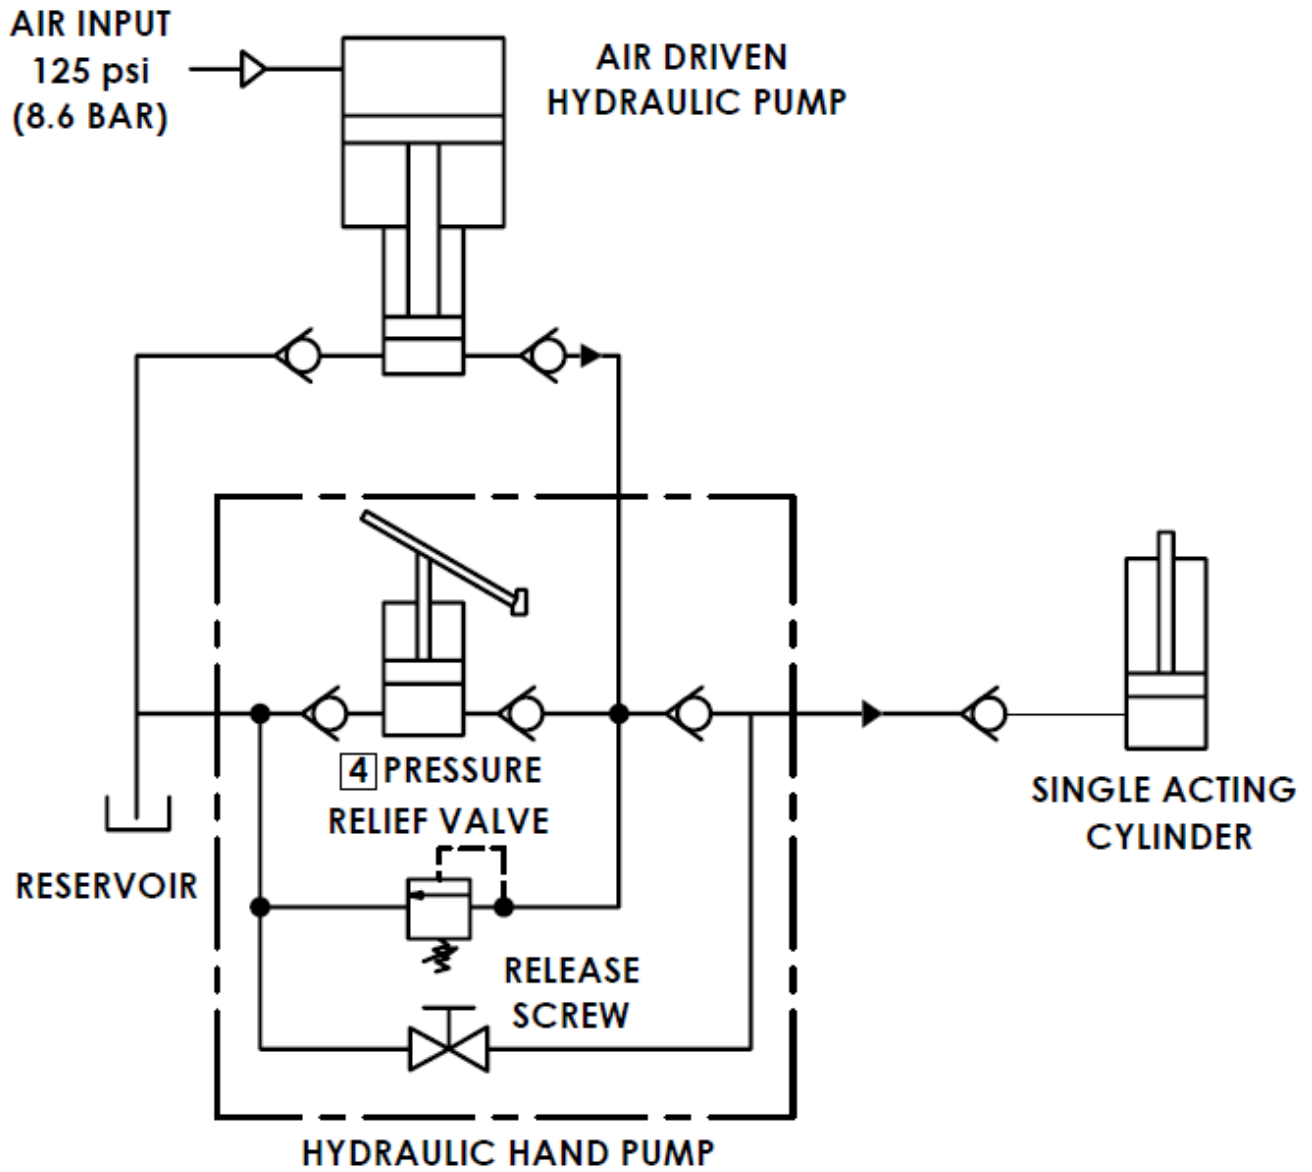 AIR INPUT
125 psi
(8.6 BAR)
AIR DRIVEN
HYDRAULIC PUMP
4 PRESSURE
RELIEF VALVE
SINGLE ACTING
CYLINDER
RESERVOIR
RELEASE
SCREW
HYDRAULIC HAND PUMP